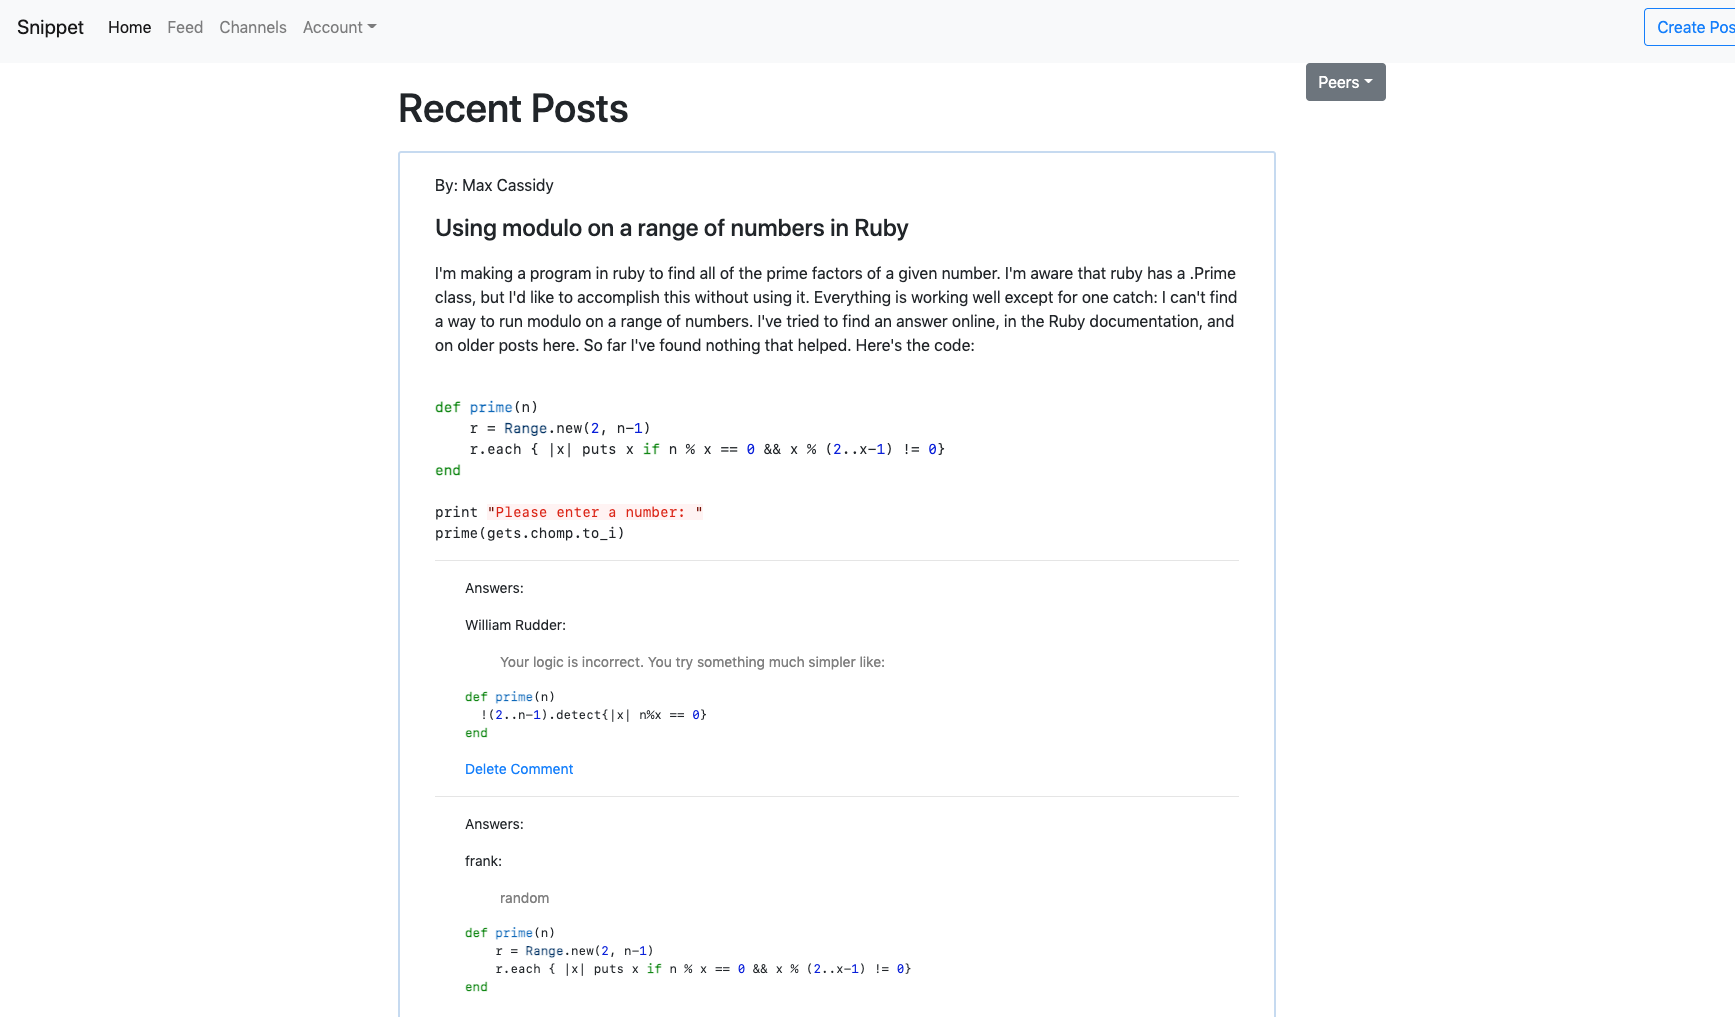 Snippet Home Feed Channels Account Create Pos
Peers
Recent Posts
By: Max Cassidy
Using modulo on a range of numbers in Ruby
I'm making a program in ruby to find all of the prime factors of a given number. I'm aware that ruby has a .Prime
class, but I'd like to accomplish this without using it. Everything is working well except for one catch: I can't find
a way to run modulo on a range of numbers. I've tried to find an answer online, in the Ruby documentation, and
on older posts here. So far I've found nothing that helped. Here's the code:
def prime(n)
    r = Range.new(2, n-1)
    r.each { |x| puts x if n % x == 0 && x % (2..x-1) != 0}
end
print "Please enter a number: "
prime(gets.chomp.to_i)
Answers:
William Rudder:
Your logic is incorrect. You try something much simpler like:
def prime(n)
  !(2..n-1).detect{|x| n%x == 0}
end
Delete Comment
Answers:
frank:
random
def prime(n)
    r = Range.new(2, n-1)
    r.each { |x| puts x if n % x == 0 && x % (2..x-1) != 0}
end